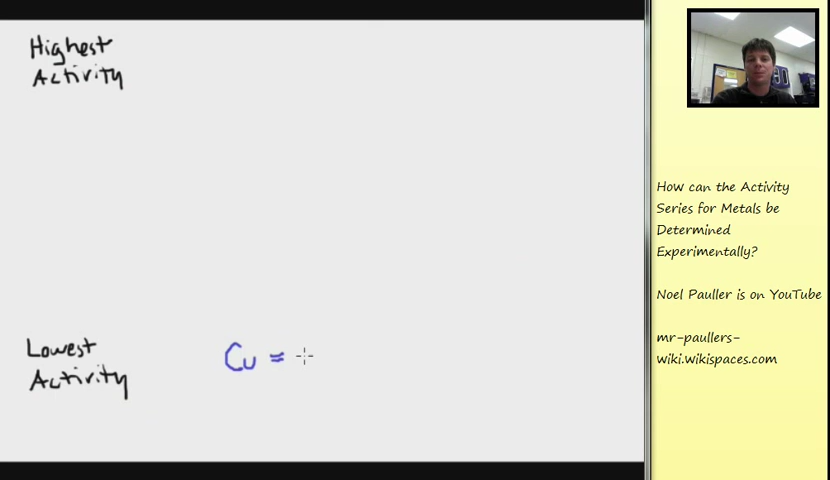 Highest
Activity
Lowest
Activity
Cu =
How can the Activity
Series for Metals be
Determined
Experimentally?
Noel Pauller is on YouTube
mr-paullers-
wiki.wikispaces.com